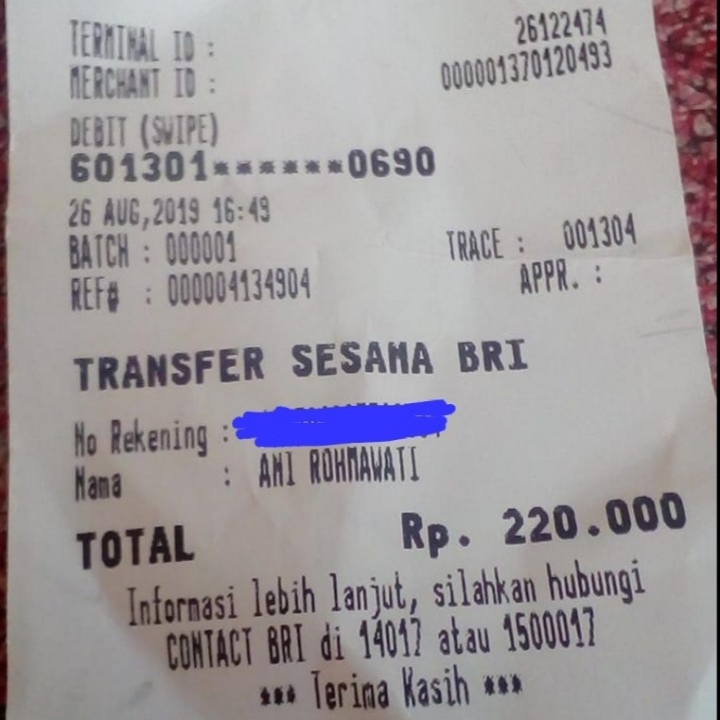 TERMINAL ID : 26122474
MERCHANT ID : 000001370120493
DEBIT (SWIPE)
601301******0690
26 AUG,2019 16:49
BATCH : 000001 TRACE : 001304
REF# : 000004134904 APPR. :
TRANSFER SESAMA BRI
No Rekening :
Nama : ANI ROHMAWATI
TOTAL Rp. 220.000
Informasi lebih lanjut, silahkan hubungi
CONTACT BRI di 14017 atau 1500017
*** Terima Kasih ***